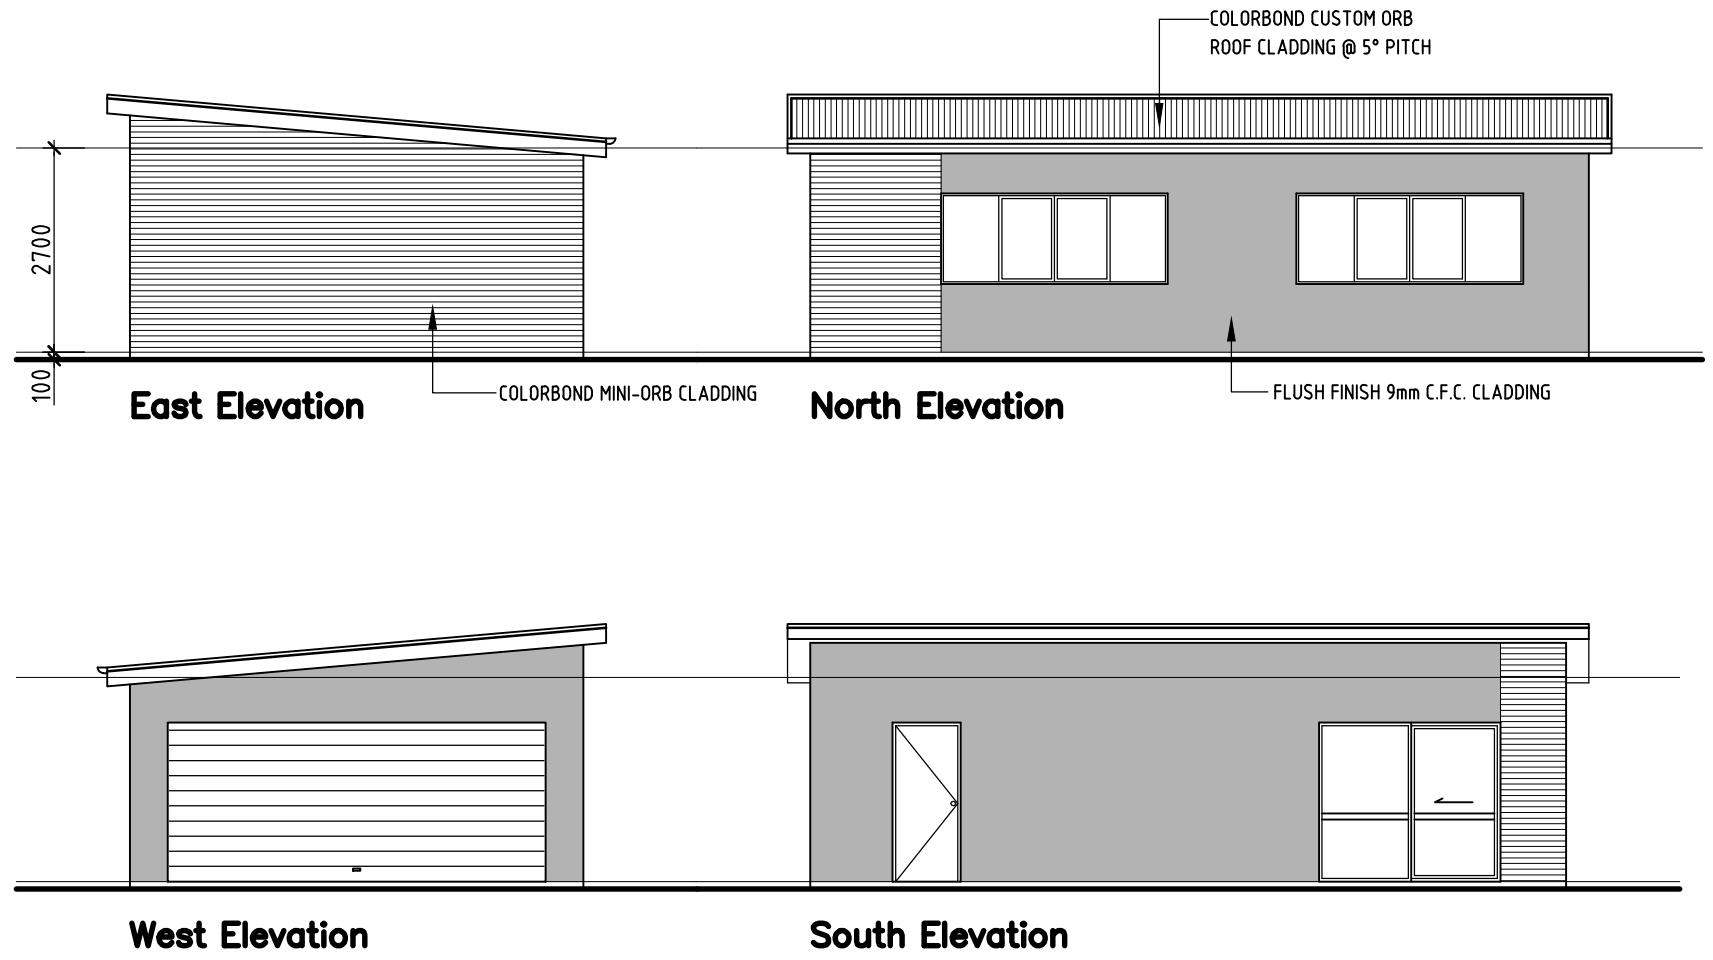 COLORBOND CUSTOM ORB
ROOF CLADDING @ 5° PITCH
2700
100
COLORBOND MINI-ORB CLADDING
FLUSH FINISH 9mm C.F.C. CLADDING
East Elevation
North Elevation
West Elevation
South Elevation